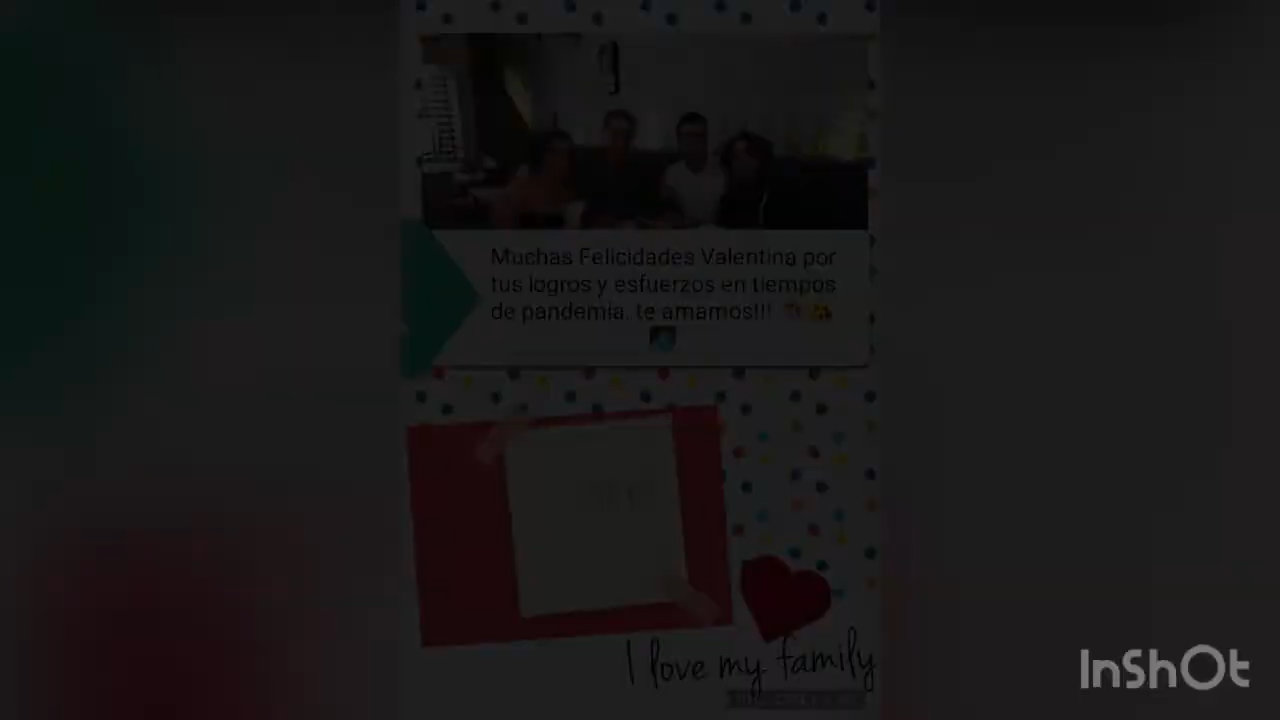 Muchas Felicidades Valentina por
tus logros y esfuerzos en tiempos
de pandemia. te amamos!!!
I love my family
InShOt